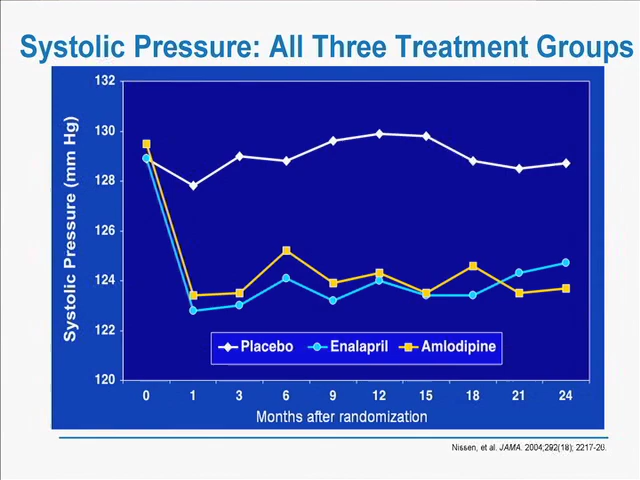 Systolic Pressure: All Three Treatment Groups
Systolic Pressure (mm Hg)
132
130
128
126
124
122
120
Placebo Enalapril Amlodipine
0 1 3 6 9 12 15 18 21 24
Months after randomization
Nissen, et al. JAMA. 2004;292(18); 2217-26.